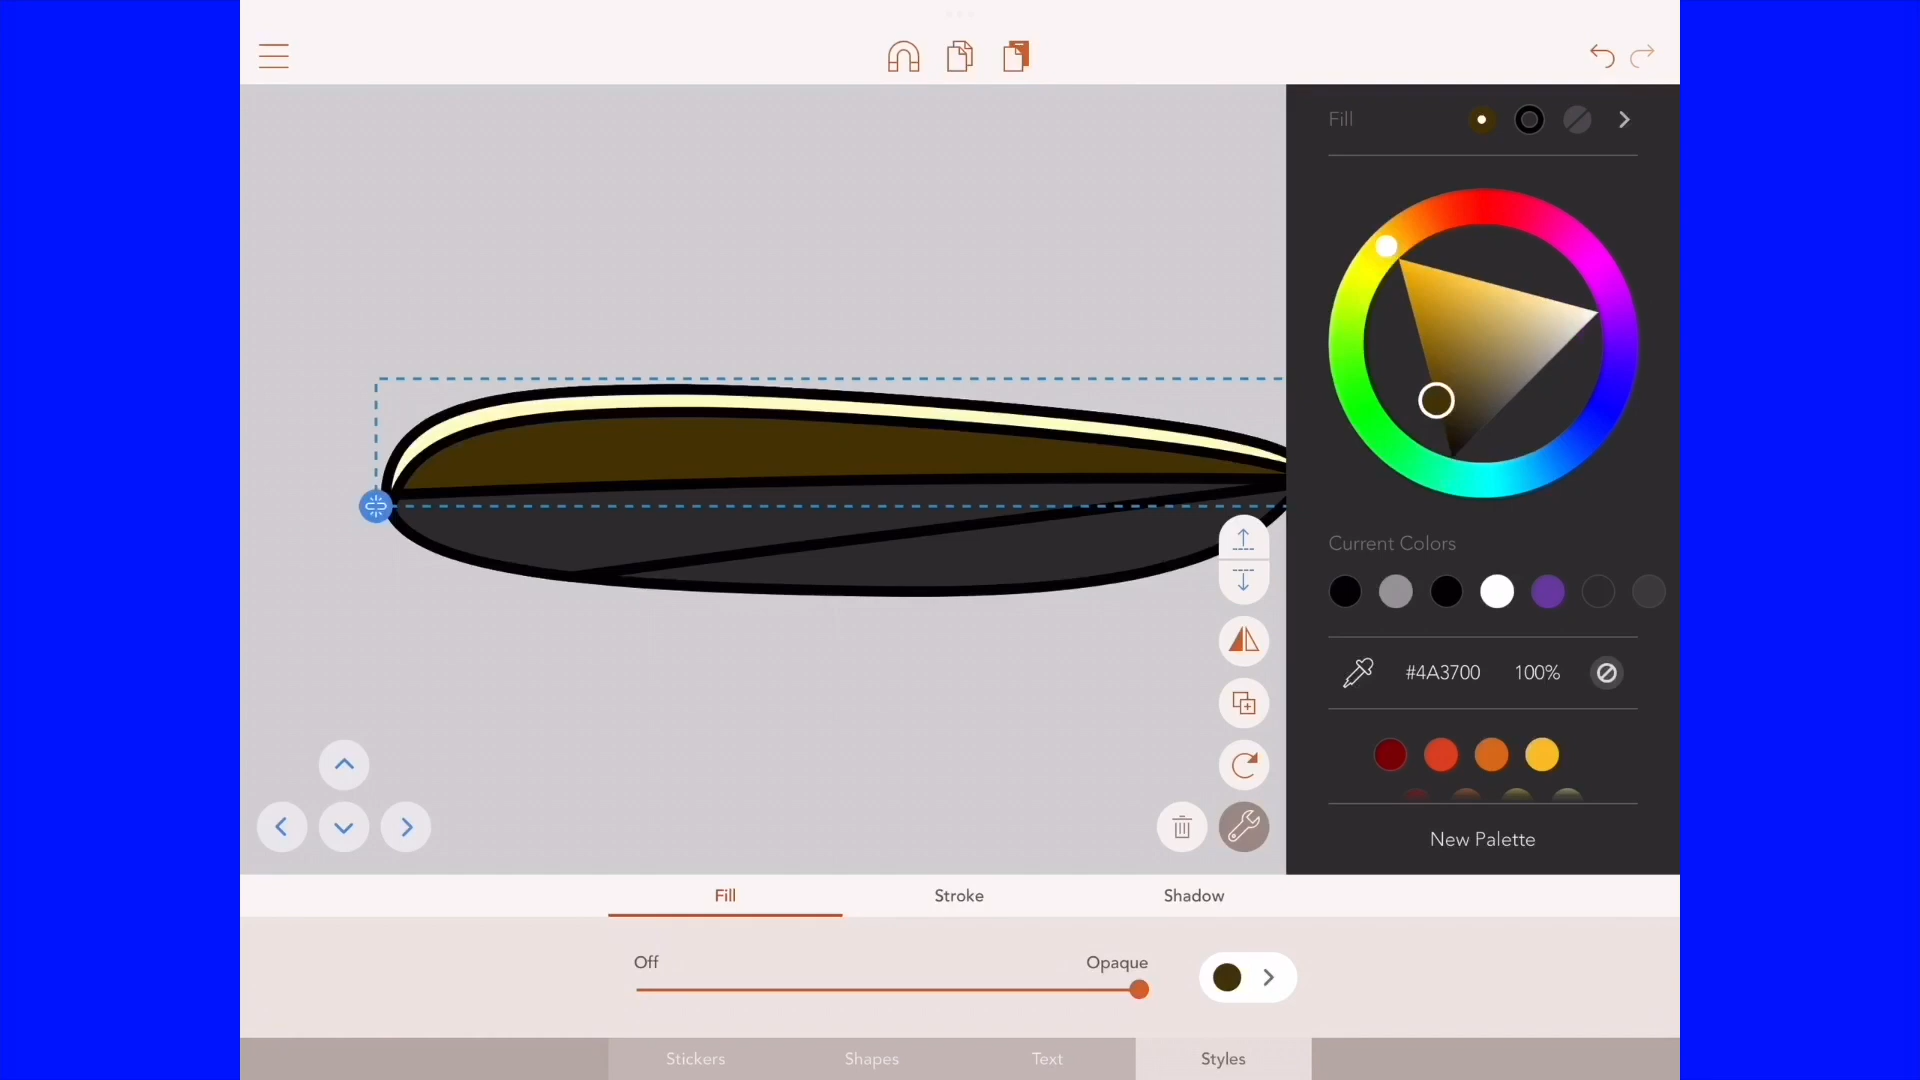 Fill
Current Colors
#4A3700 100%
New Palette
Fill Stroke Shadow
Off Opaque
Stickers Shapes Text Styles